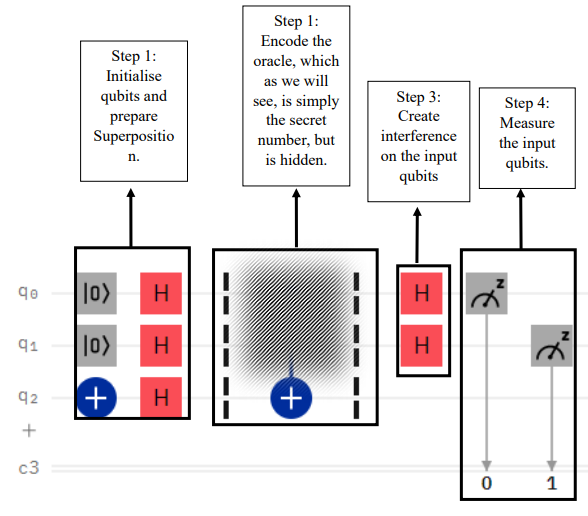 Step 1:
Initialise
qubits and
prepare
Superpositio
n.
Step 1:
Encode the
oracle, which
as we will
see, is simply
the secret
number, but
is hidden.
Step 3:
Create
interference
on the input
qubits
Step 4:
Measure
the input
qubits.
q0 |0⟩ H H z
q1 |0⟩ H H z
q2 + H +
+
c3
0 1